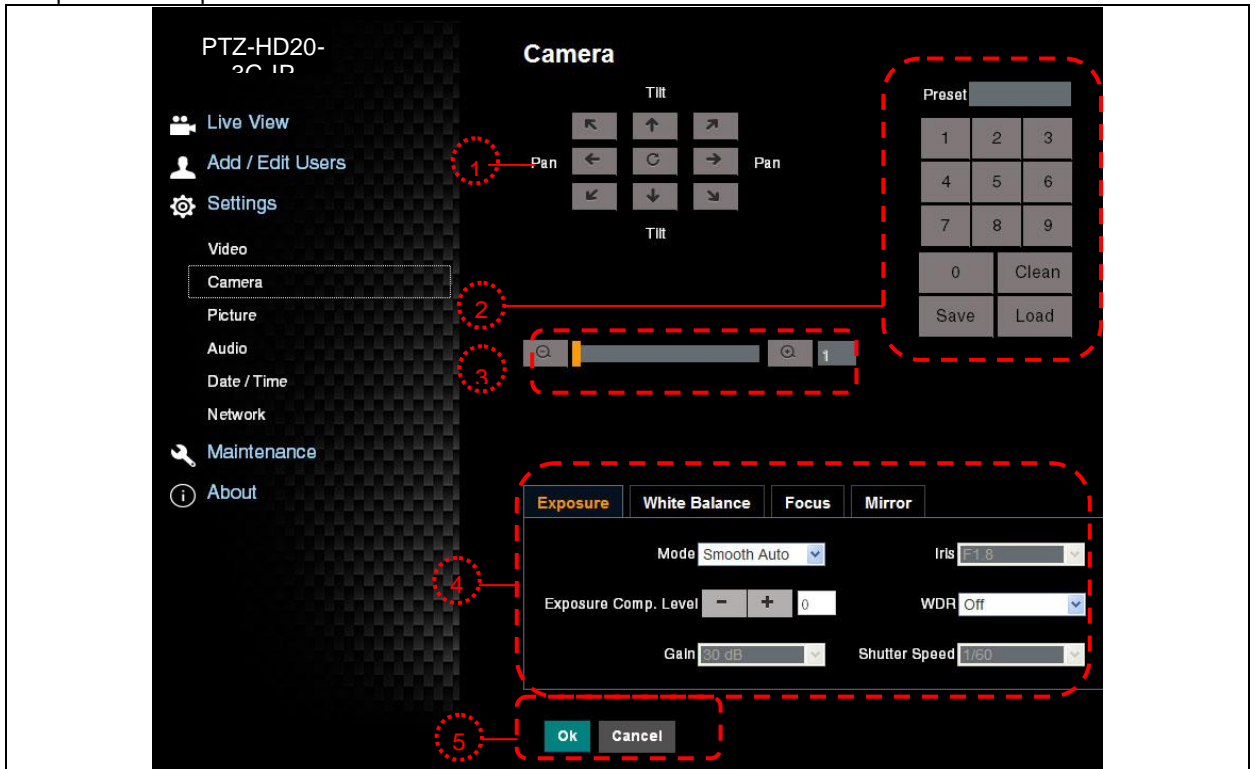 PTZ-HD20-
Live View
Add / Edit Users
Settings
Video
Camera
Picture
Audio
Date / Time
Network
Maintenance
About
Camera
Tilt
Pan
Pan
Tilt
1
Preset
1 2 3
4 5 6
7 8 9
0 Clean
Save Load
2
3
1
Exposure White Balance Focus Mirror
Mode Smooth Auto Iris F1.8
Exposure Comp. Level - + 0 WDR Off
Gain 30 dB Shutter Speed 1/60
4
Ok Cancel
5